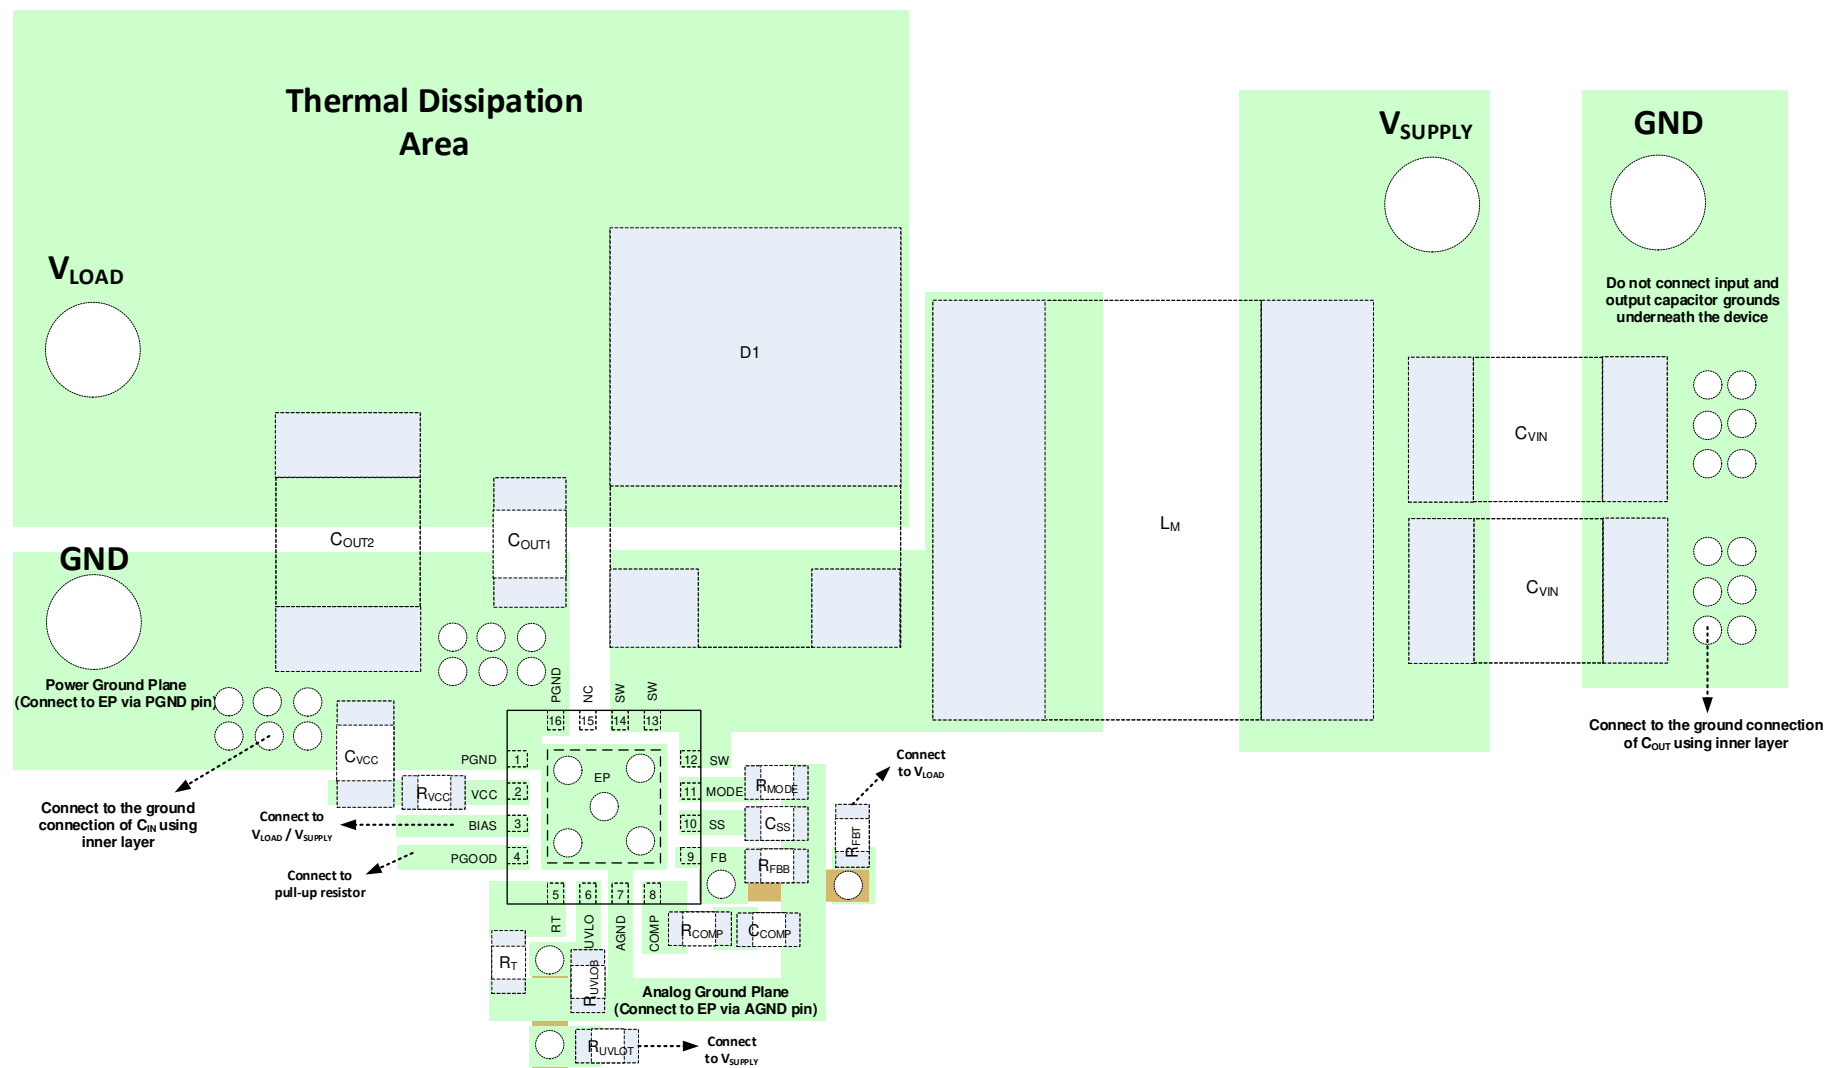 Thermal Dissipation
Area
VSUPPLY
GND
VLOAD
Do not connect input and
output capacitor grounds
underneath the device
D1
CVIN
LM
COUT2
COUT1
GND
CVIN
Power Ground Plane
(Connect to EP via PGND pin)
PGND
NC
SW
SW
16
15
14
13
Connect to the ground connection
of COUT using inner layer
CVCC
PGND
1
EP
12
SW
Connect
to VLOAD
RVCC
VCC
2
11
MODE
RMODE
Connect to the ground
connection of CIN using
inner layer
Connect to
VLOAD / VSUPPLY
BIAS
3
10
SS
CSS
RFBT
PGOOD
4
9
FB
RFBB
Connect to
pull-up resistor
5
6
7
8
RT
UVLO
AGND
COMP
RCOMP
CCOMP
RT
RUVLOB
Analog Ground Plane
(Connect to EP via AGND pin)
RUVLOT
Connect
to VSUPPLY